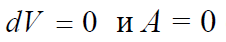 dV = 0 и A = 0